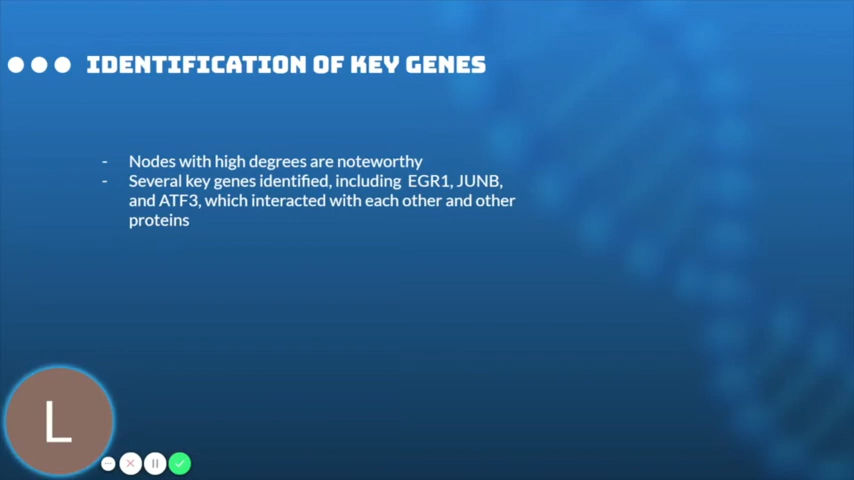 IDENTIFICATION OF KEY GENES
- Nodes with high degrees are noteworthy
- Several key genes identified, including EGR1, JUNB,
and ATF3, which interacted with each other and other
proteins
L